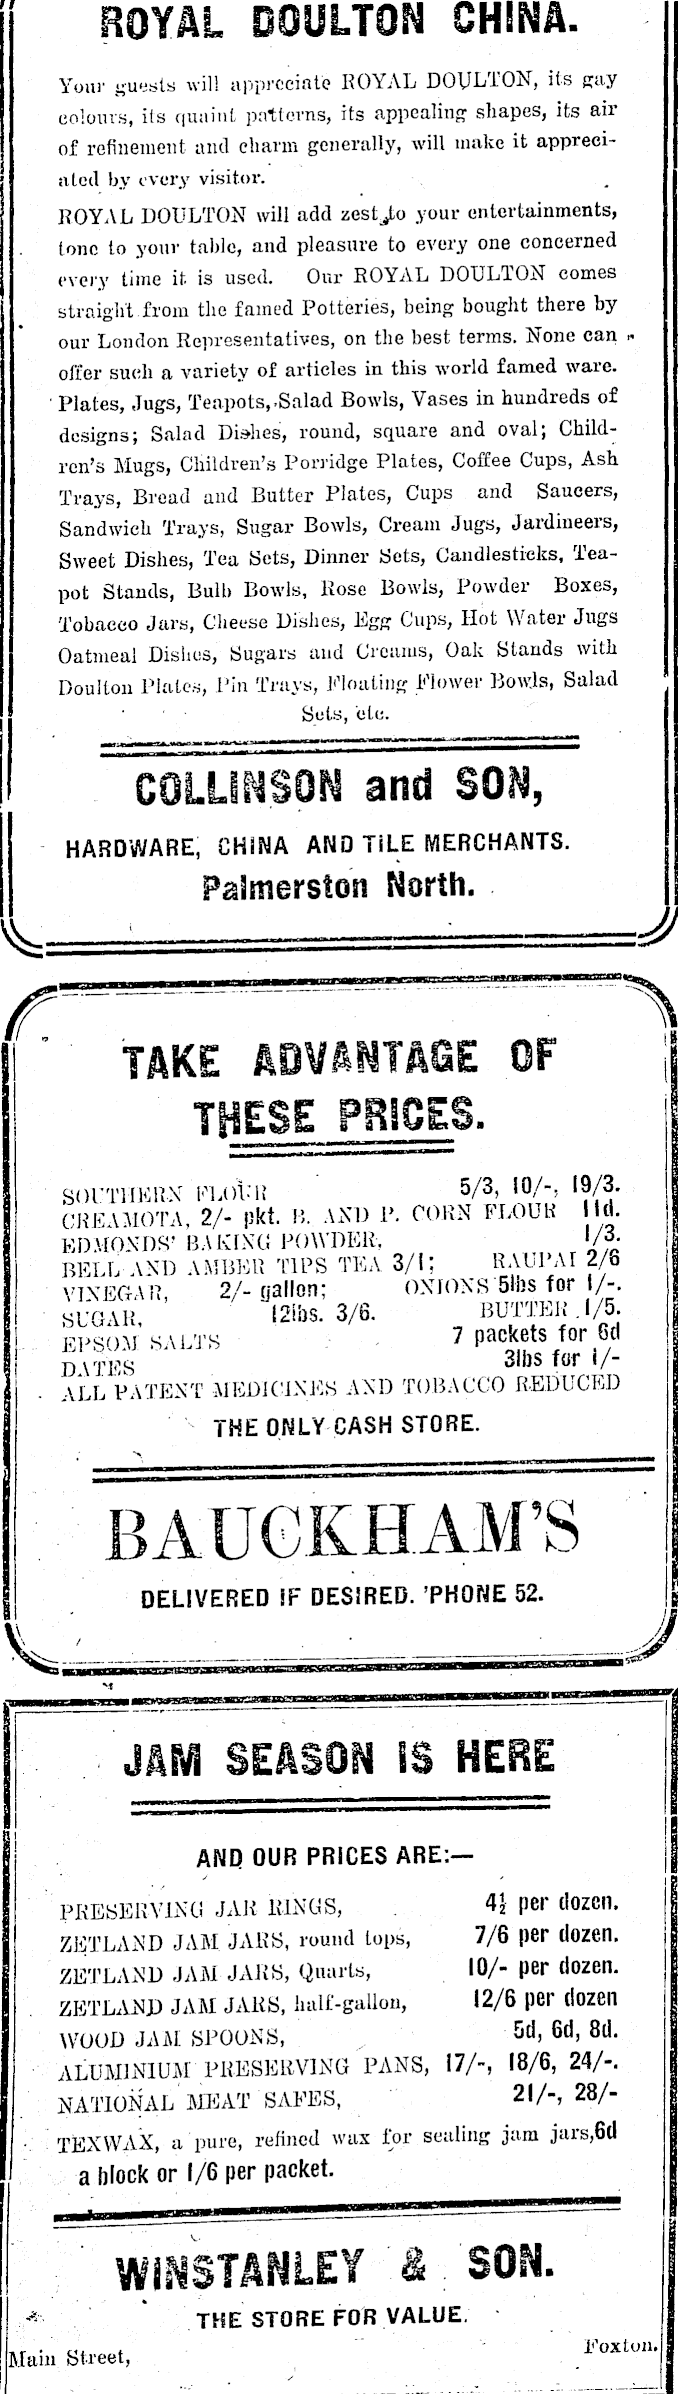 ROYAL DOULTON CHINA.
Your guests will appreciate ROYAL DOULTON, its gay
colours, its quaint patterns, its appealing shapes, its air
of refinement and charm generally, will make it appreci-
ated by every visitor.
ROYAL DOULTON will add zest to your entertainments,
tone to your table, and pleasure to every one concerned
every time it is used. Our ROYAL DOULTON comes
straight from the famed Potteries, being bought there by
our London Representatives, on the best terms. None can
offer such a variety of articles in this world famed ware.
Plates, Jugs, Teapots, Salad Bowls, Vases in hundreds of
designs; Salad Dishes, round, square and oval; Child-
ren's Mugs, Children's Porridge Plates, Coffee Cups, Ash
Trays, Bread and Butter Plates, Cups and Saucers,
Sandwich Trays, Sugar Bowls, Cream Jugs, Jardineers,
Sweet Dishes, Tea Sets, Dinner Sets, Candlesticks, Tea-
pot Stands, Bulb Bowls, Rose Bowls, Powder Boxes,
Tobacco Jars, Cheese Dishes, Egg Cups, Hot Water Jugs
Oatmeal Dishes, Sugars and Creams, Oak Stands with
Doulton Plates, Pin Trays, Floating Flower Bowls, Salad
Sets, etc.
COLLINSON and SON,
HARDWARE, CHINA AND TILE MERCHANTS.
Palmerston North.
TAKE ADVANTAGE OF
THESE PRICES.
SOUTHERN FLOUR 5/3, 10/-, 19/3.
CREAMOTA, 2/- pkt. B. AND P. CORN FLOUR 11d.
EDMONDS' BAKING POWDER, 1/3.
BELL AND AMBER TIPS TEA 3/1; RAUPAI 2/6
VINEGAR, 2/- gallon; ONIONS 5lbs for 1/-.
SUGAR, 12lbs. 3/6. BUTTER 1/5.
EPSOM SALTS 7 packets for 6d
DATES 3lbs for 1/-
ALL PATENT MEDICINES AND TOBACCO REDUCED
THE ONLY CASH STORE.
BAUCKHAM'S
DELIVERED IF DESIRED. 'PHONE 52.
JAM SEASON IS HERE
AND OUR PRICES ARE:—
PRESERVING JAR RINGS, 4½ per dozen.
ZETLAND JAM JARS, round tops, 7/6 per dozen.
ZETLAND JAM JARS, Quarts, 10/- per dozen.
ZETLAND JAM JARS, half-gallon, 12/6 per dozen
WOOD JAM SPOONS, 5d, 6d, 8d.
ALUMINIUM PRESERVING PANS, 17/-, 18/6, 24/-.
NATIONAL MEAT SAFES, 21/-, 28/-
TEXWAX, a pure, refined wax for sealing jam jars, 6d
a block or 1/6 per packet.
WINSTANLEY & SON.
THE STORE FOR VALUE.
Main Street, Foxton.